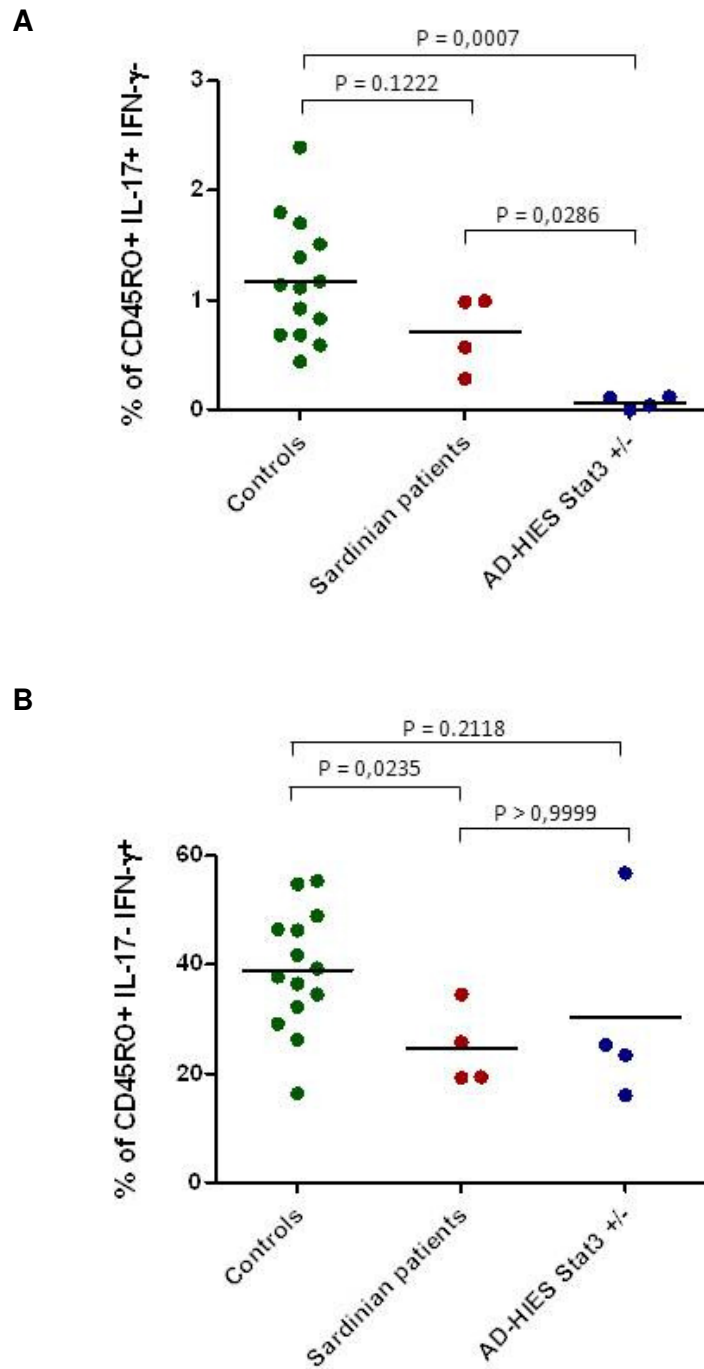 A
P = 0,0007
P = 0.1222
P = 0,0286
% of CD45RO+ IL-17+ IFN-γ-
3
2
1
0
Controls
Sardinian patients
AD-HIES Stat3 +/-
B
P = 0.2118
P = 0,0235
P > 0,9999
% of CD45RO+ IL-17- IFN-γ+
60
40
20
0
Controls
Sardinian patients
AD-HIES Stat3 +/-